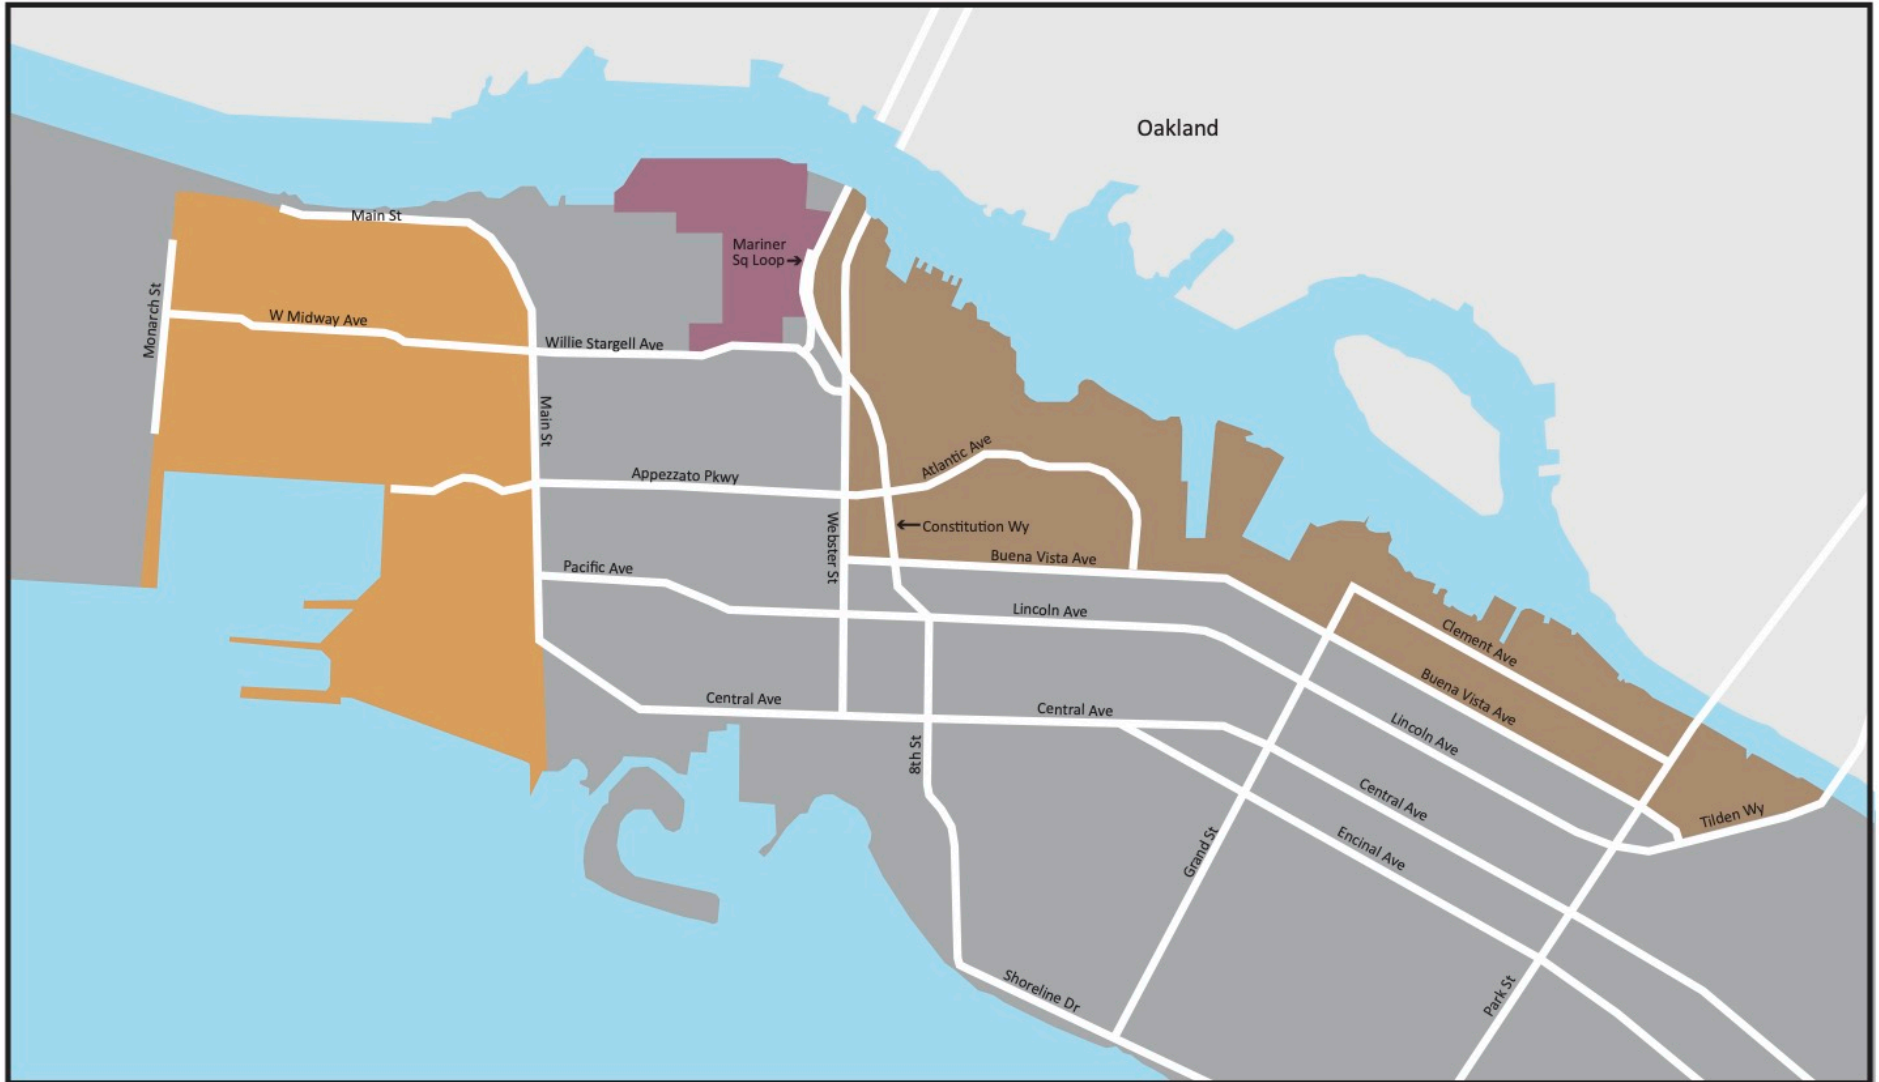 Oakland
Main St
Mariner
Sq Loop→
Monarch St
W Midway Ave
Willie Stargell Ave
Main St
Atlantic Ave
Appezzato Pkwy
Webster St
←Constitution Wy
Buena Vista Ave
Pacific Ave
Lincoln Ave
Clement Ave
Buena Vista Ave
Central Ave
Central Ave
Lincoln Ave
8th St
Central Ave
Tilden Wy
Grand St
Encinal Ave
Shoreline Dr
Park St